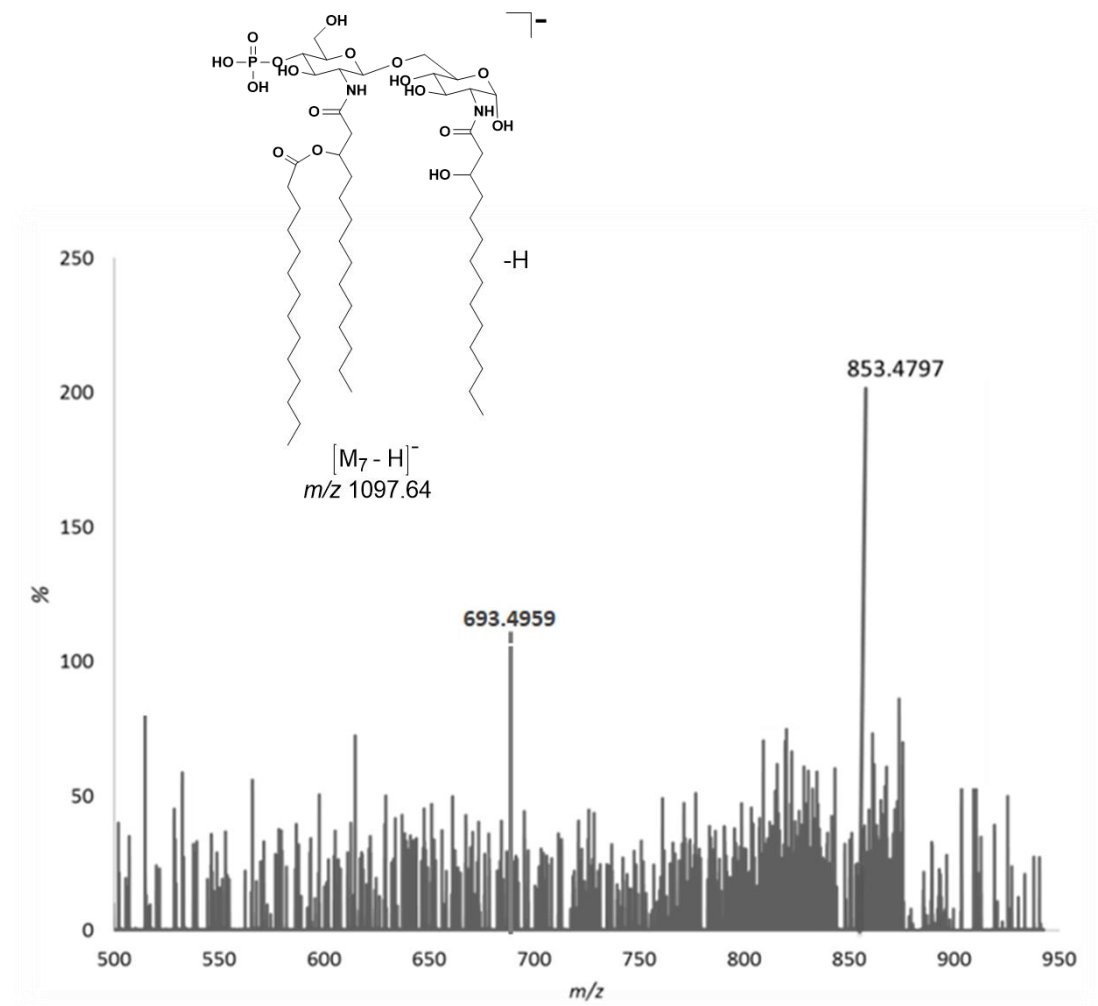 OH
O
HO-P-O
OH
O
HO
NH
O
HO
HO
O
NH
OH
O
O
O
O
HO
-H
[M₇ - H]⁻
m/z 1097.64
250
200
150
100
50
0
%
853.4797
693.4959
500 550 600 650 700 750 800 850 900 950
m/z